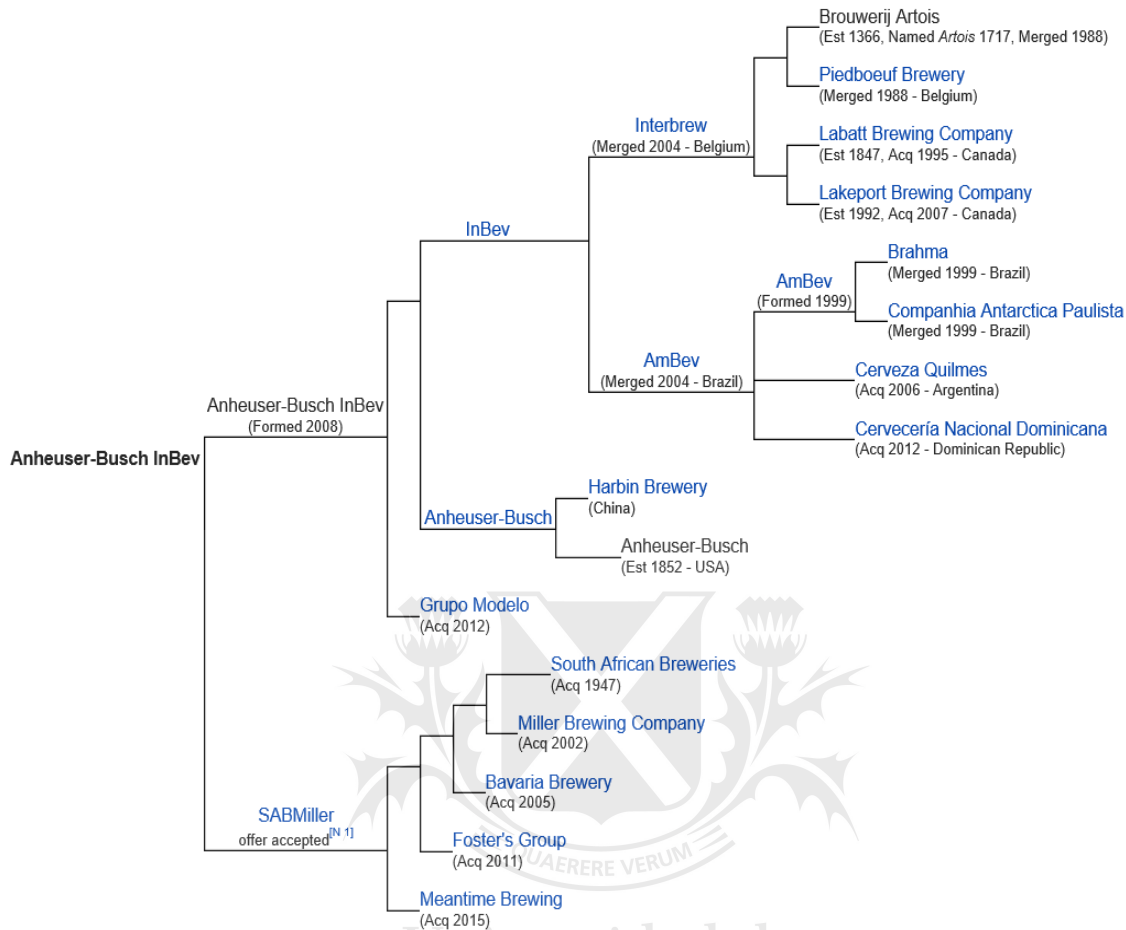 Brouwerij Artois
(Est 1366, Named Artois 1717, Merged 1988)
Piedboeuf Brewery
(Merged 1988 - Belgium)
Interbrew
(Merged 2004 - Belgium)
Labatt Brewing Company
(Est 1847, Acq 1995 - Canada)
Lakeport Brewing Company
(Est 1992, Acq 2007 - Canada)
InBev
Brahma
(Merged 1999 - Brazil)
AmBev
(Formed 1999)
Companhia Antarctica Paulista
(Merged 1999 - Brazil)
AmBev
(Merged 2004 - Brazil)
Cerveza Quilmes
(Acq 2006 - Argentina)
Cervecería Nacional Dominicana
(Acq 2012 - Dominican Republic)
Anheuser-Busch InBev
(Formed 2008)
Anheuser-Busch InBev
Harbin Brewery
(China)
Anheuser-Busch
Anheuser-Busch
(Est 1852 - USA)
Grupo Modelo
(Acq 2012)
South African Breweries
(Acq 1947)
Miller Brewing Company
(Acq 2002)
Bavaria Brewery
(Acq 2005)
SABMiller
offer accepted[N 1]
Foster's Group
(Acq 2011)
QUAERERE VERUM
Meantime Brewing
(Acq 2015)